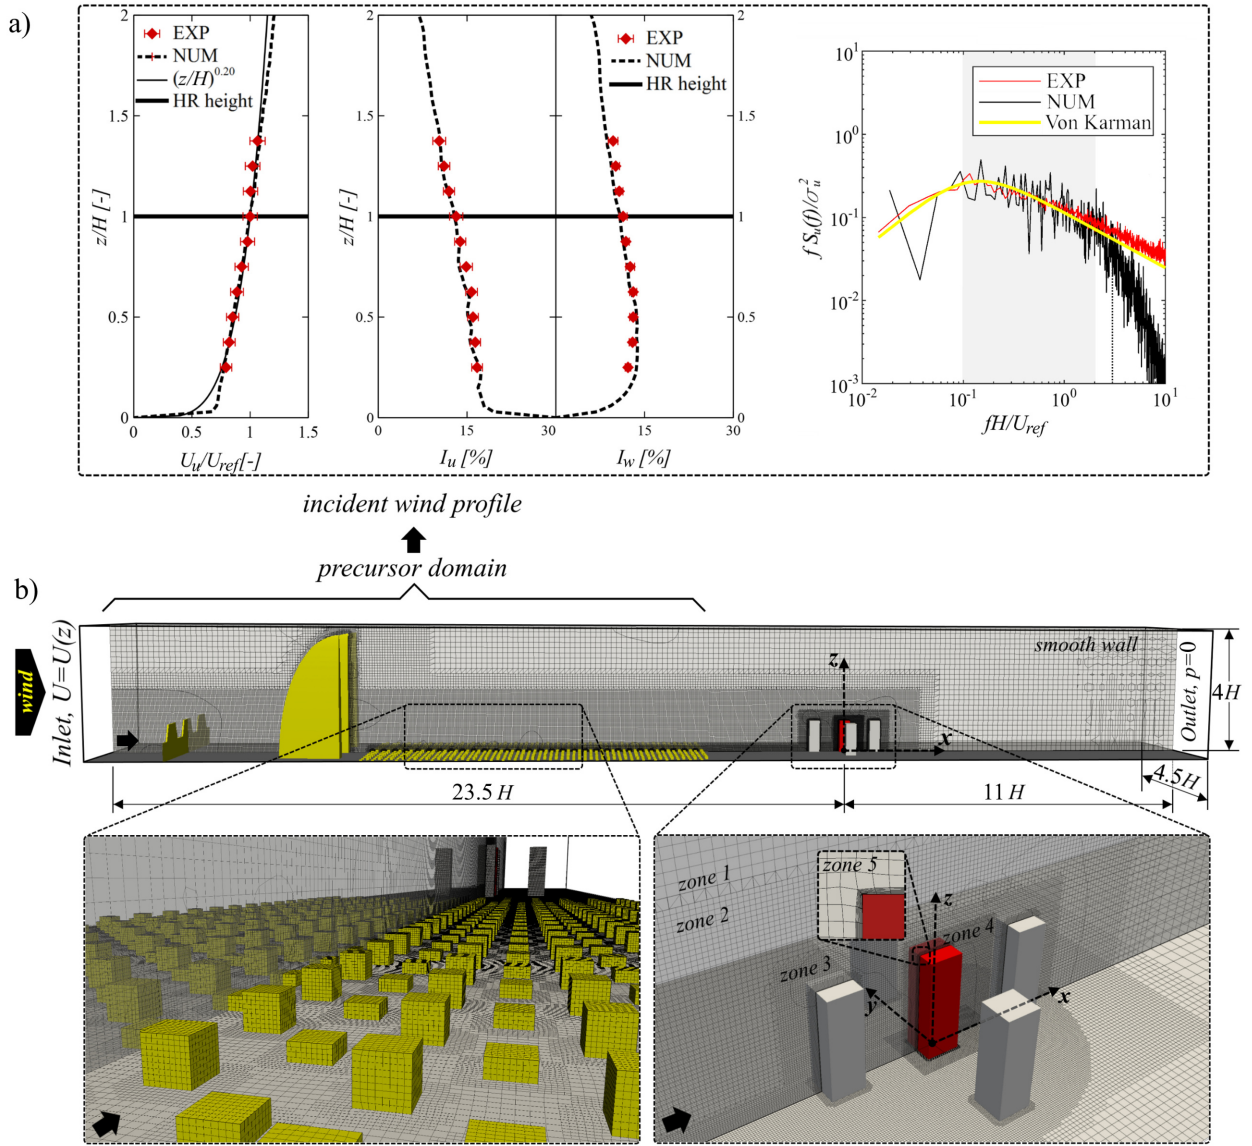 a)
2
1.5
1
0.5
0
z/H [-]
EXP
NUM
(z/H)^0.20
HR height
0
0.5
1
1.5
U_u/U_ref[-]
2
1.5
1
0.5
0
z/H [-]
15
30
I_u [%]
EXP
NUM
HR height
2
1.5
1
0.5
0
15
30
I_w [%]
10^1
10^0
10^-1
10^-2
10^-3
f S_u(f)/σ_u^2
EXP
NUM
Von Karman
10^-2
10^-1
10^0
10^1
fH/U_ref
incident wind profile
precursor domain
b)
wind
Inlet, U=U(z)
z
x
smooth wall
Outlet, p=0
4H
4.5H
23.5H
11H
zone 1
zone 2
zone 3
zone 5
zone 4
z
y
x